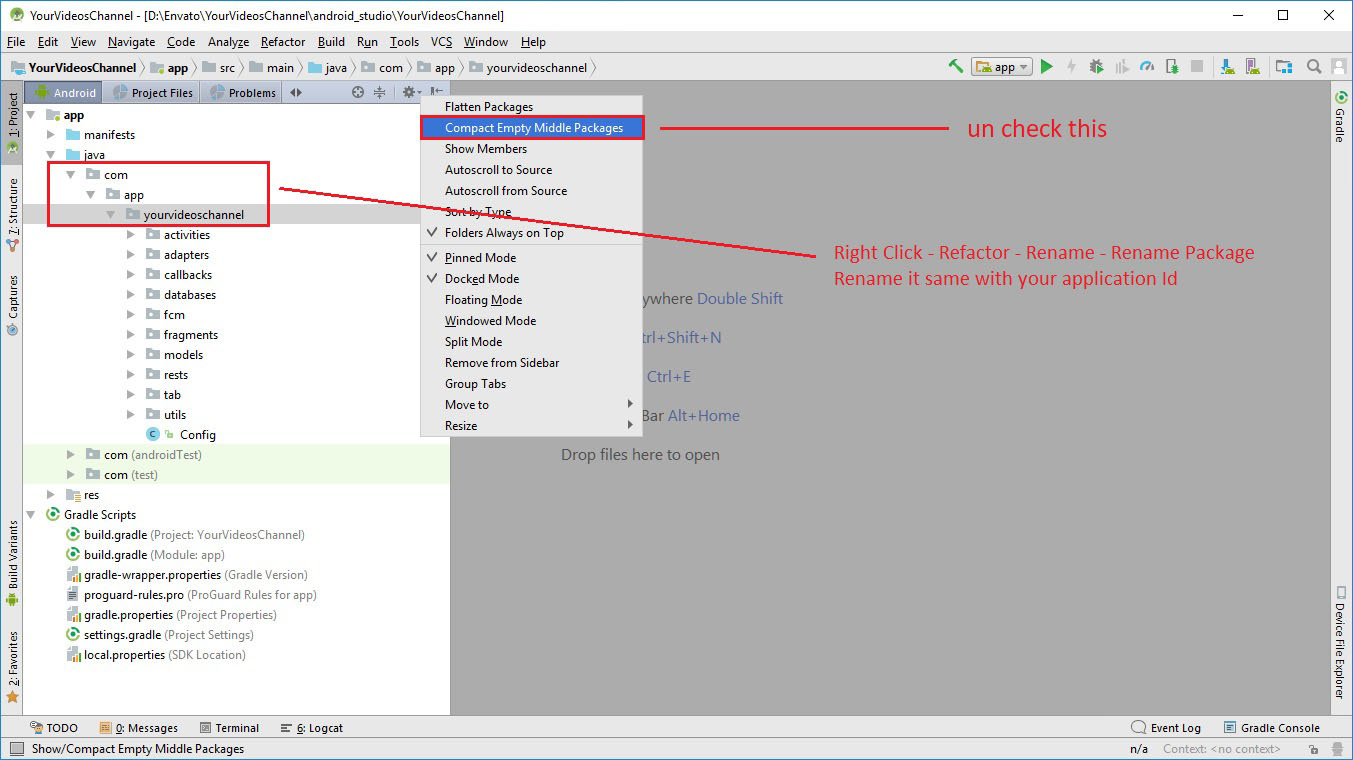 YourVideosChannel - [D:\Envato\YourVideosChannel\android_studio\YourVideosChannel]
File Edit View Navigate Code Analyze Refactor Build Run Tools VCS Window Help
YourVideosChannel app src main java com app yourvideoschannel
app
Android Project Files Problems
1: Project
Z: Structure
Captures
Build Variants
2: Favorites
app
manifests
java
com
app
yourvideoschannel
activities
adapters
callbacks
databases
fcm
fragments
models
rests
tab
utils
Config
com (androidTest)
com (test)
res
Gradle Scripts
build.gradle (Project: YourVideosChannel)
build.gradle (Module: app)
gradle-wrapper.properties (Gradle Version)
proguard-rules.pro (ProGuard Rules for app)
gradle.properties (Project Properties)
settings.gradle (Project Settings)
local.properties (SDK Location)
Flatten Packages
Compact Empty Middle Packages
Show Members
Autoscroll to Source
Autoscroll from Source
Sort by Type
Folders Always on Top
Pinned Mode
Docked Mode
Floating Mode
Windowed Mode
Split Mode
Remove from Sidebar
Group Tabs
Move to
Resize
un check this
Right Click - Refactor - Rename - Rename Package
Rename it same with your application Id
ywhere Double Shift
trl+Shift+N
Ctrl+E
Bar Alt+Home
Drop files here to open
Gradle
Device File Explorer
TODO 0: Messages Terminal 6: Logcat Event Log Gradle Console
Show/Compact Empty Middle Packages n/a Context: <no context>